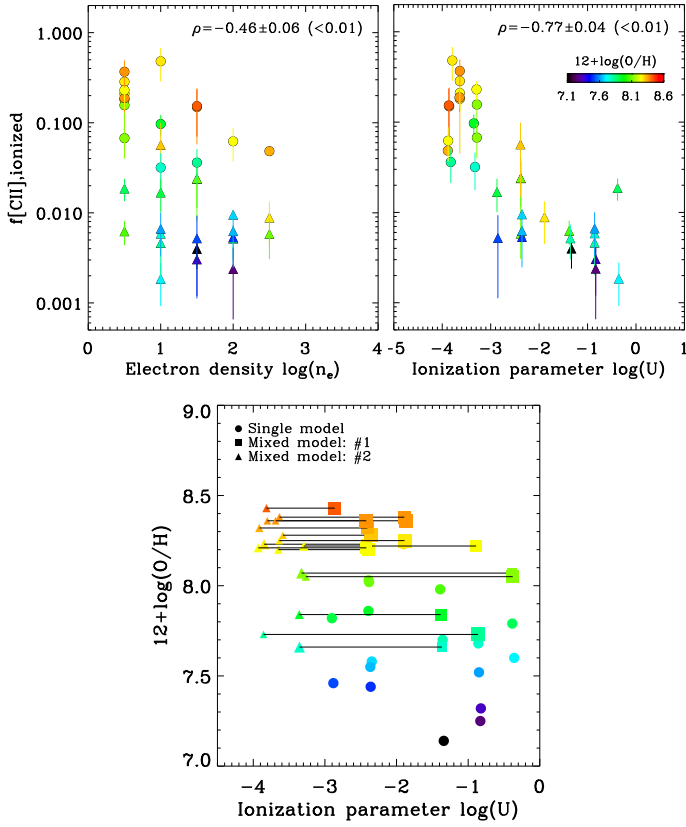 ρ=−0.46±0.06 (<0.01)
ρ=−0.77±0.04 (<0.01)
12+log(O/H)
7.1 7.6 8.1 8.6
f[CII],ionized
1.000
0.100
0.010
0.001
0 1 2 3 4
Electron density log(nₑ)
−5 −4 −3 −2 −1 0 1
Ionization parameter log(U)
Single model
Mixed model: #1
Mixed model: #2
12+log(O/H)
9.0
8.5
8.0
7.5
7.0
−4 −3 −2 −1 0
Ionization parameter log(U)